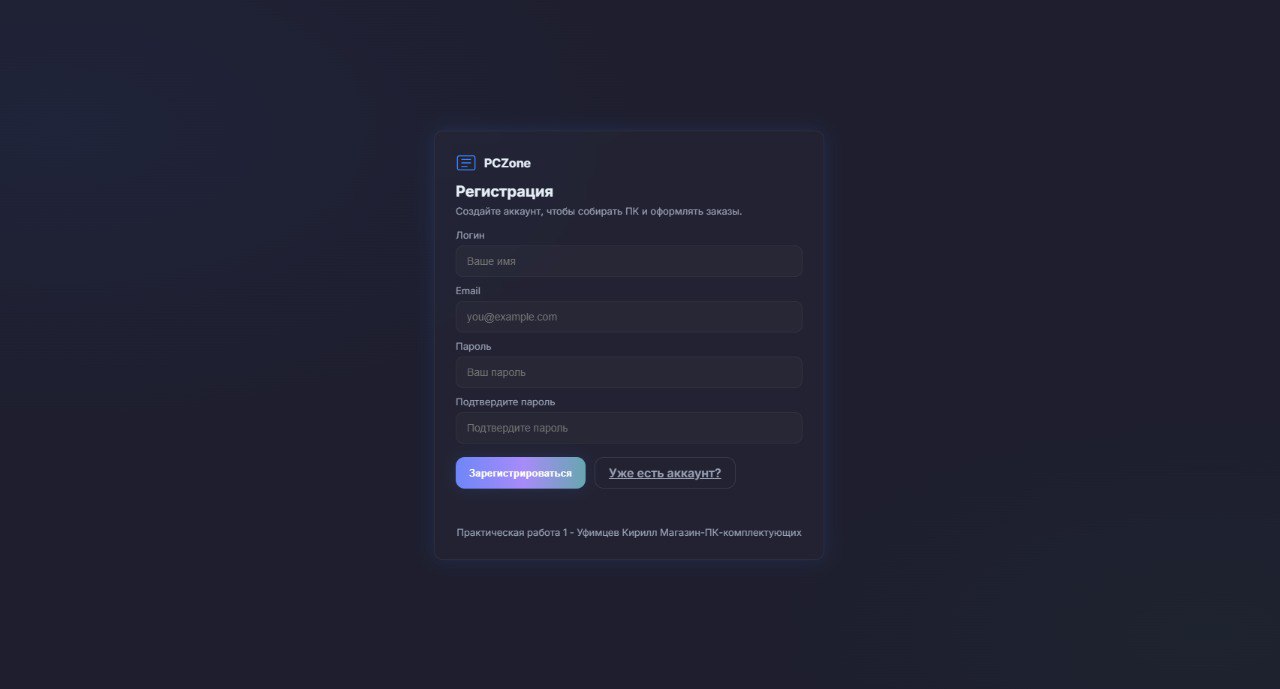 PCZone
Регистрация
Создайте аккаунт, чтобы собирать ПК и оформлять заказы.
Логин
Ваше имя
Email
you@example.com
Пароль
Ваш пароль
Подтвердите пароль
Подтвердите пароль
Зарегистрироваться
Уже есть аккаунт?
Практическая работа 1 - Уфимцев Кирилл Магазин-ПК-комплектующих